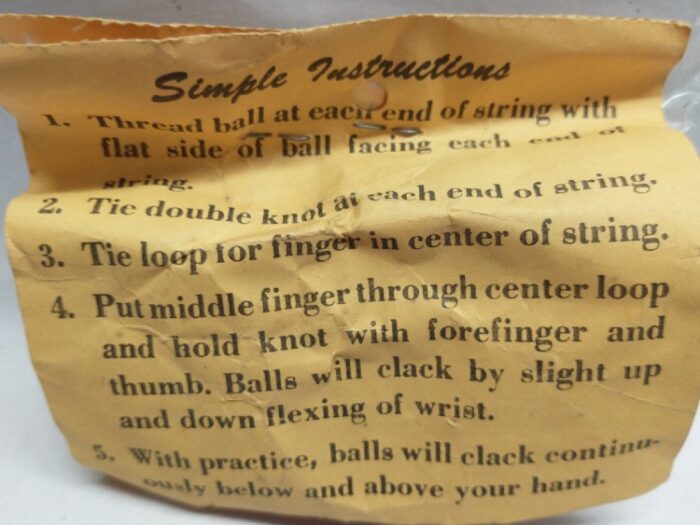 Simple Instructions
1. Thread ball at each end of string with
flat side of ball facing each end of
string.
2. Tie double knot at each end of string.
3. Tie loop for finger in center of string.
4. Put middle finger through center loop
and hold knot with forefinger and
thumb. Balls will clack by slight up
and down flexing of wrist.
5. With practice, balls will clack continu-
ously below and above your hand.